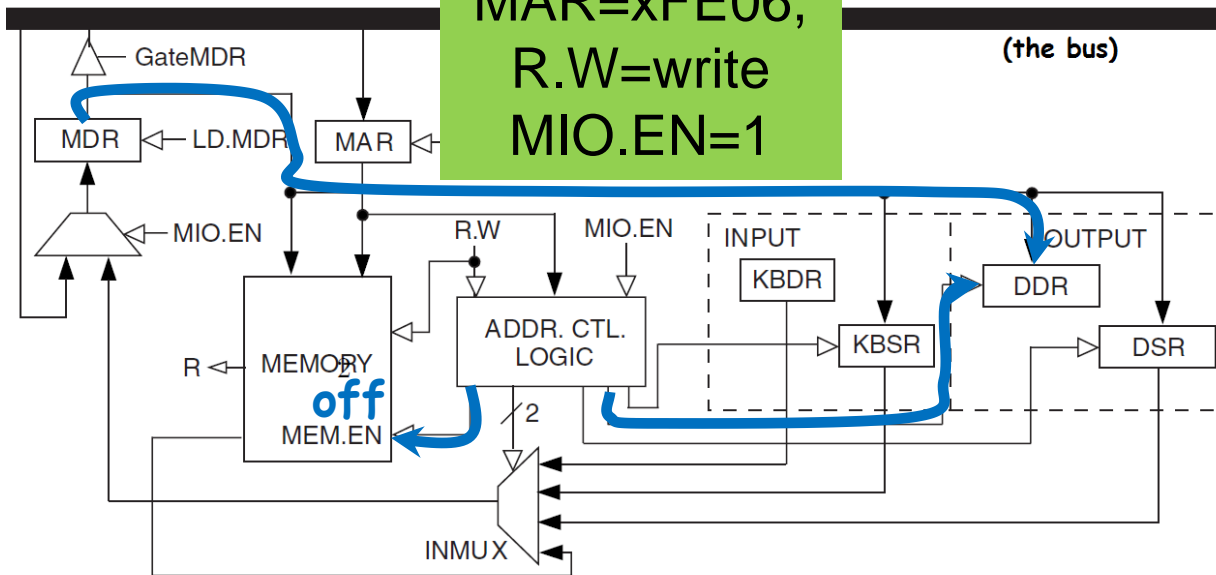 MAR=xFE06,
R.W=write
MIO.EN=1
(the bus)
GateMDR
MDR
LD.MDR
MAR
MIO.EN
R.W
MIO.EN
INPUT
OUTPUT
KBDR
DDR
ADDR. CTL.
LOGIC
KBSR
DSR
R
MEMORY
2
off
MEM.EN
2
INMUX